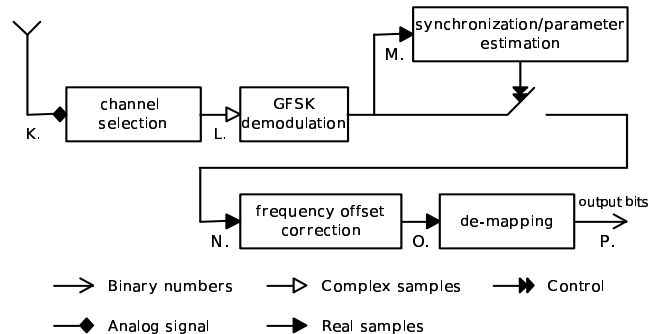 synchronization/parameter
estimation
M.
channel
selection
GFSK
demodulation
K.
L.
frequency offset
correction
de-mapping
output bits
N.
O.
P.
Binary numbers
Complex samples
Control
Analog signal
Real samples